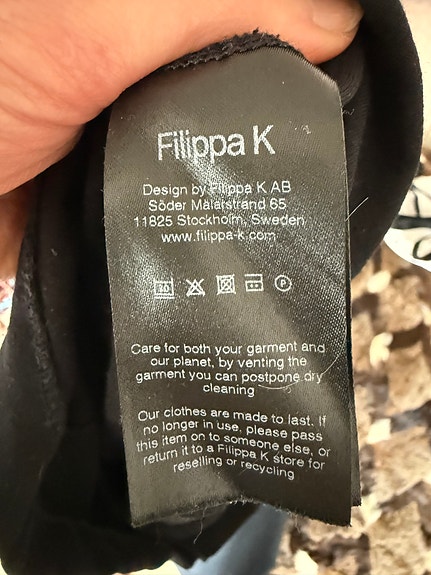 Filippa K
Design by Filippa K AB
Söder Mälarstrand 65
11825 Stockholm, Sweden
www.filippa-k.com
P
Care for both your garment and
our planet, by venting the
garment you can postpone dry
cleaning
Our clothes are made to last. If
no longer in use, please pass
this item on to someone else, or
return it to a Filippa K store for
reselling or recycling